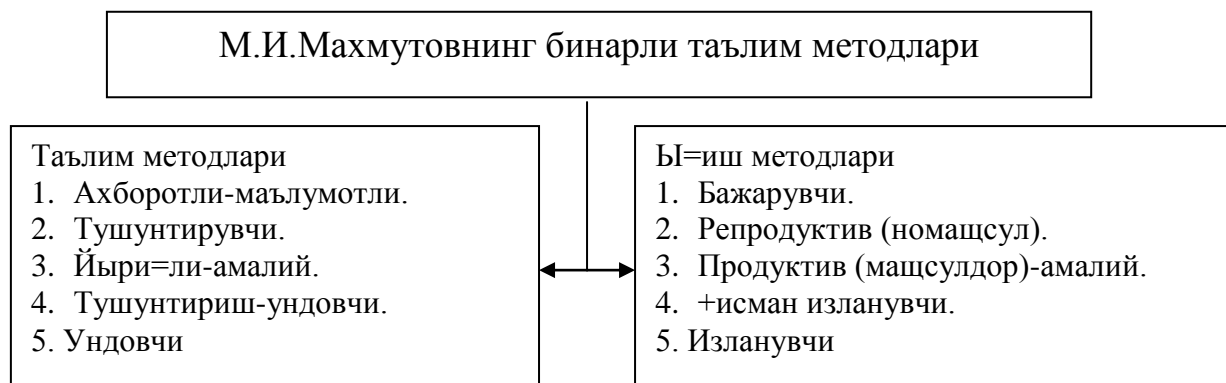 М.И.Махмутовнинг бинарли таълим методлари
Таълим методлари
1. Ахборотли-маълумотли.
2. Тушунтирувчи.
3. Йыри=ли-амалий.
4. Тушунтириш-ундовчи.
5. Ундовчи
Ы=иш методлари
1. Бажарувчи.
2. Репродуктив (номащсул).
3. Продуктив (мащсулдор)-амалий.
4. +исман изланувчи.
5. Изланувчи